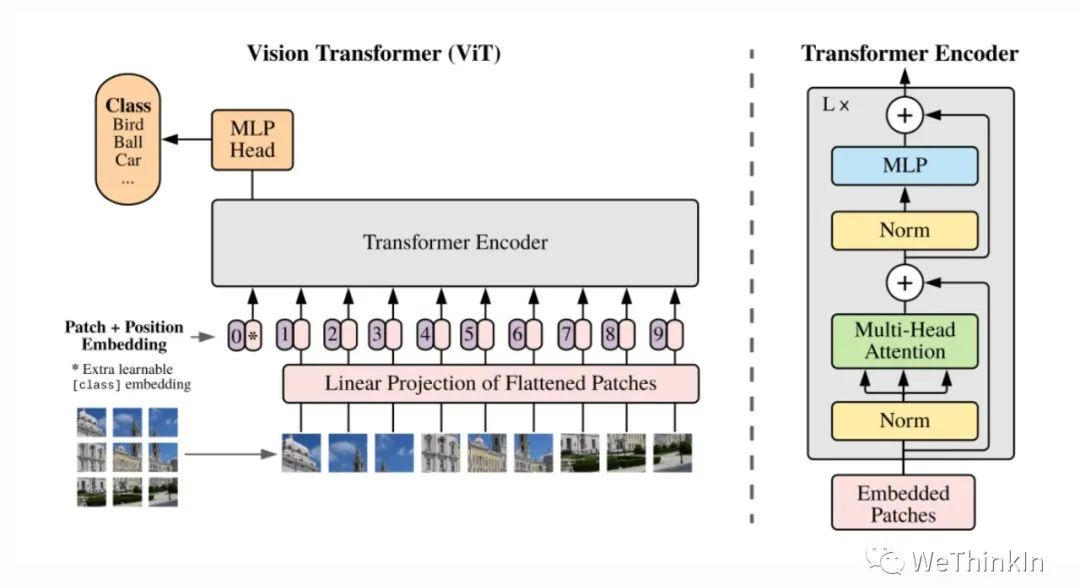 Vision Transformer (ViT)
Class
Bird
Ball
Car
...
MLP
Head
Transformer Encoder
Patch + Position
Embedding
0 * 1 2 3 4 5 6 7 8 9
* Extra learnable
[class] embedding
Linear Projection of Flattened Patches
Transformer Encoder
L ×
+
MLP
Norm
+
Multi-Head
Attention
Norm
Embedded
Patches
WeThinkIn